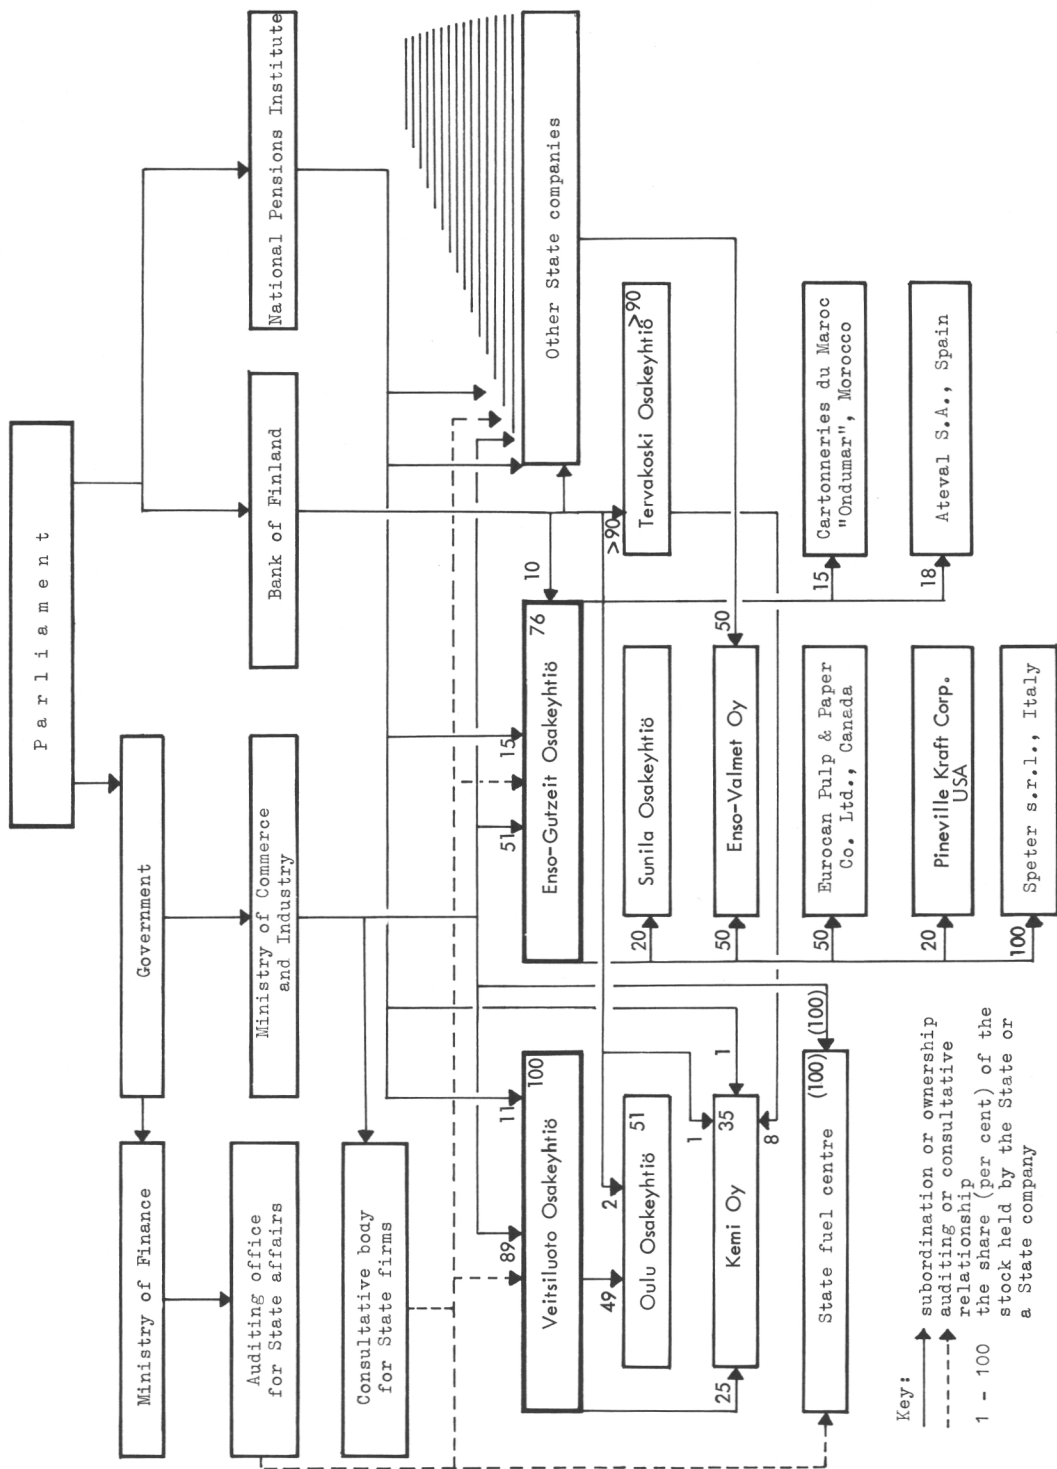 P a r l i a m e n t
Government
Ministry of Finance
Ministry of Commerce
and Industry
Bank of Finland
National Pensions Institute
Auditing office
for State affairs
Consultative body
for State firms
11
89
Veitsiluoto Osakeyhtiö
100
51
15
Enso-Gutzeit Osakeyhtiö
76
10
Other State companies
49
2
Oulu Osakeyhtiö
51
20
Sunila Osakeyhtiö
>90
Tervakoski Osakeyhtiö
>90
25
1
1
Kemi Oy
35
8
50
Enso-Valmet Oy
50
State fuel centre
(100)
(100)
50
Eurocan Pulp & Paper
Co. Ltd., Canada
15
Cartonneries du Maroc
"Ondumar", Morocco
20
Pineville Kraft Corp.
USA
18
Ateval S.A., Spain
100
Speter s.r.l., Italy
Key:
subordination or ownership
auditing or consultative
relationship
1 - 100 the share (per cent) of the
stock held by the State or
a State company